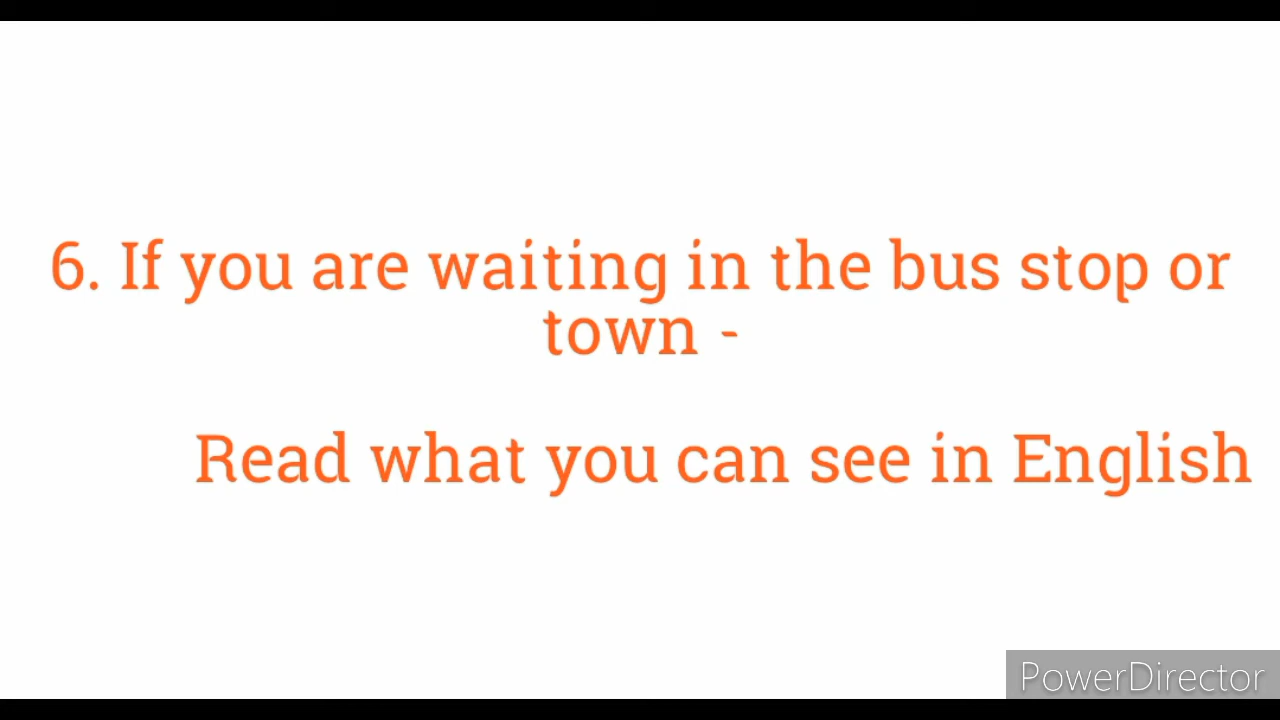 6. If you are waiting in the bus stop or
town -
Read what you can see in English
PowerDirector